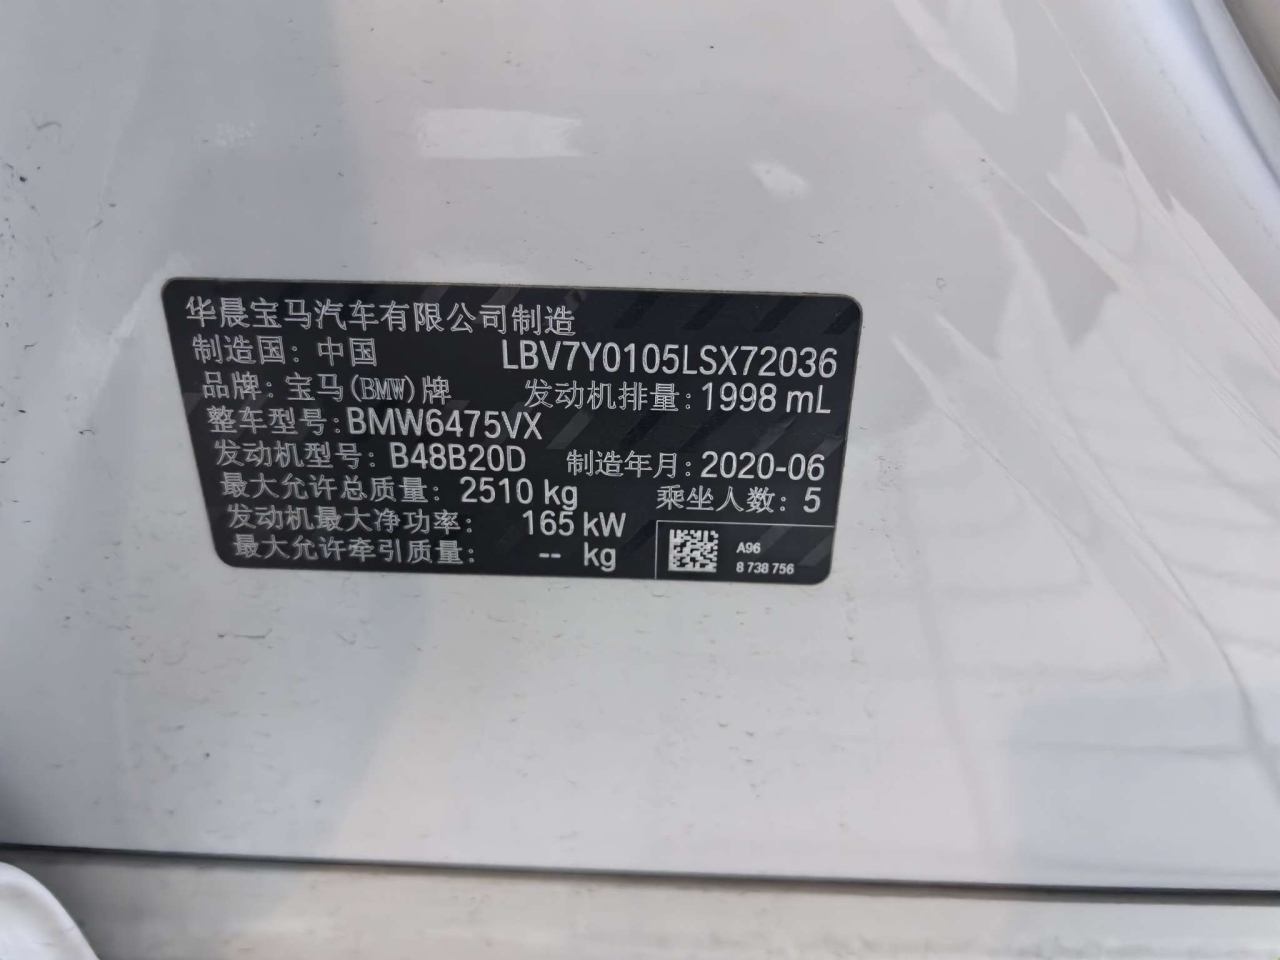 华晨宝马汽车有限公司制造
制造国: 中国 LBV7Y0105LSX72036
品牌: 宝马(BMW)牌 发动机排量: 1998 mL
整车型号: BMW6475VX
发动机型号: B48B20D 制造年月: 2020-06
最大允许总质量: 2510 kg 乘坐人数: 5
发动机最大净功率: 165 kW
最大允许牵引质量: -- kg
A96
8 738 756